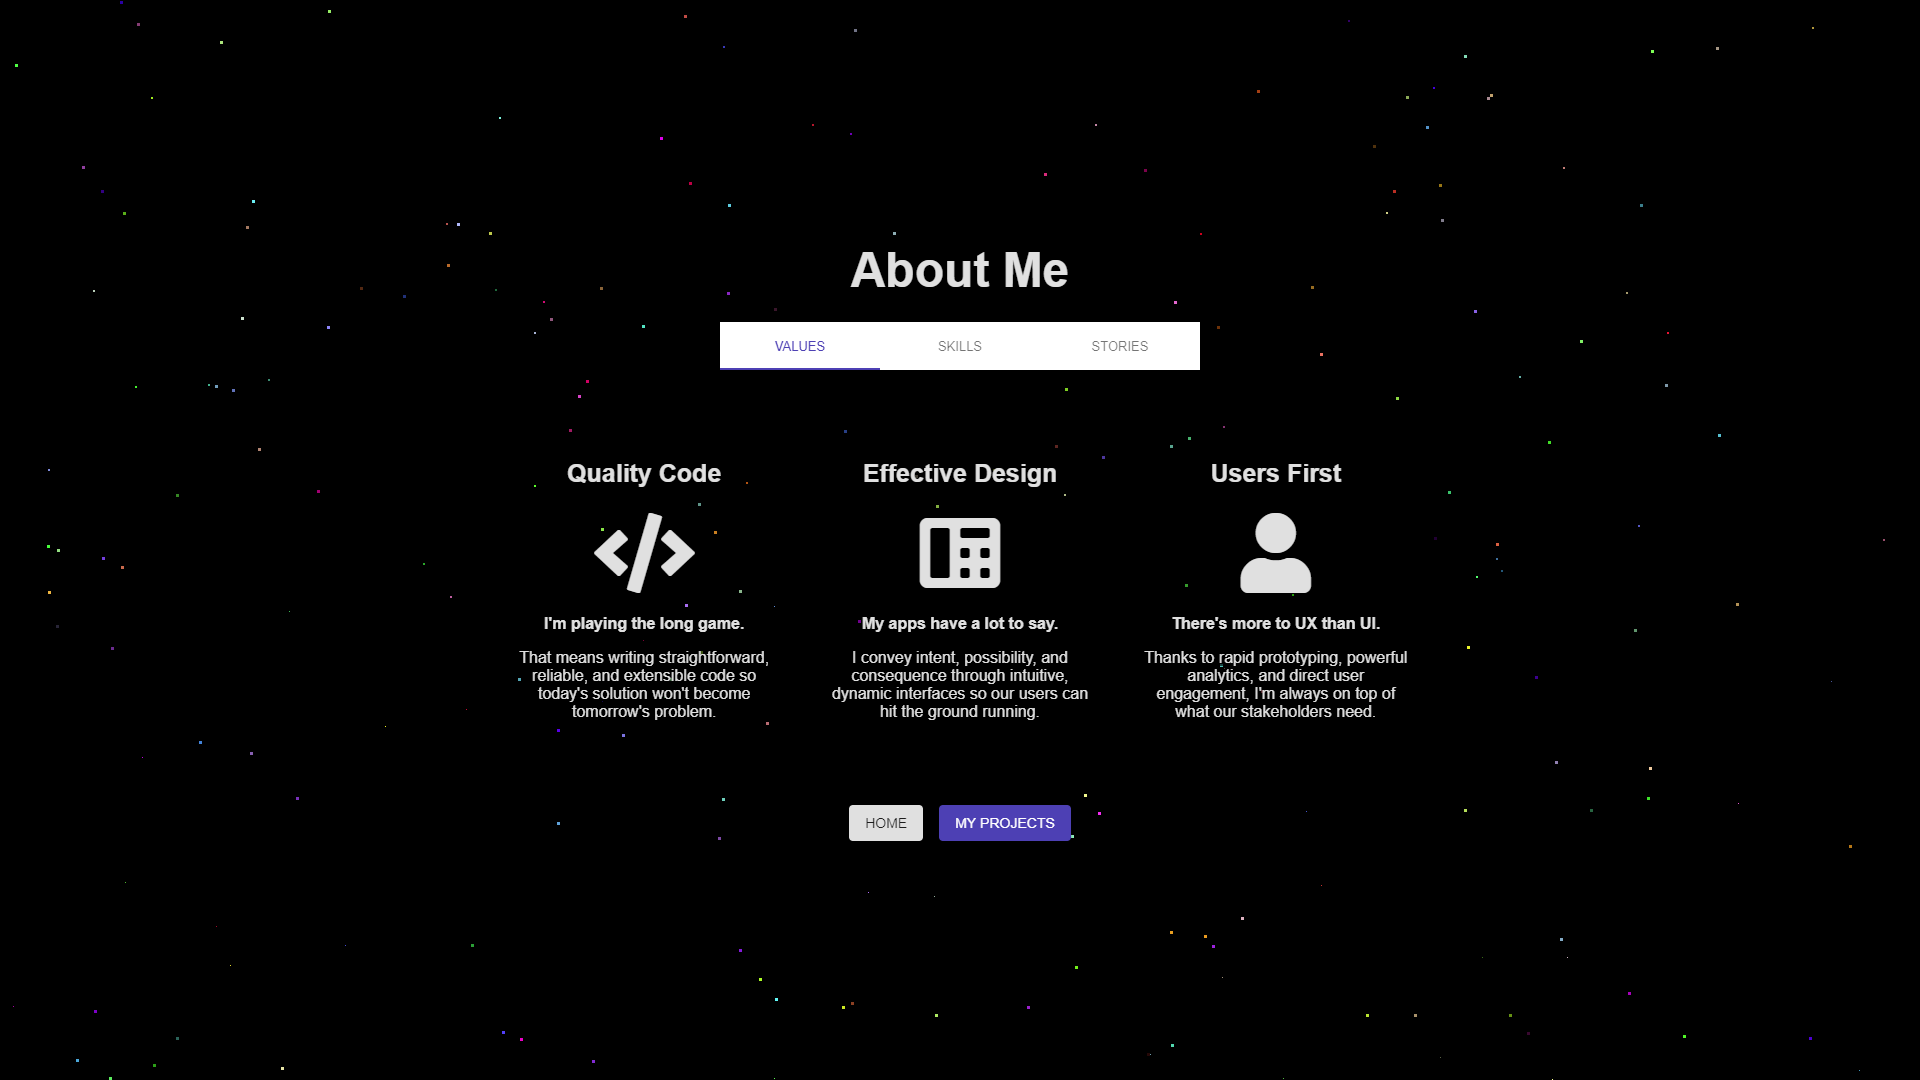 About Me
VALUES SKILLS STORIES
Quality Code
I'm playing the long game.
That means writing straightforward,
reliable, and extensible code so
today's solution won't become
tomorrow's problem.
Effective Design
My apps have a lot to say.
I convey intent, possibility, and
consequence through intuitive,
dynamic interfaces so our users can
hit the ground running.
Users First
There's more to UX than UI.
Thanks to rapid prototyping, powerful
analytics, and direct user
engagement, I'm always on top of
what our stakeholders need.
HOME MY PROJECTS